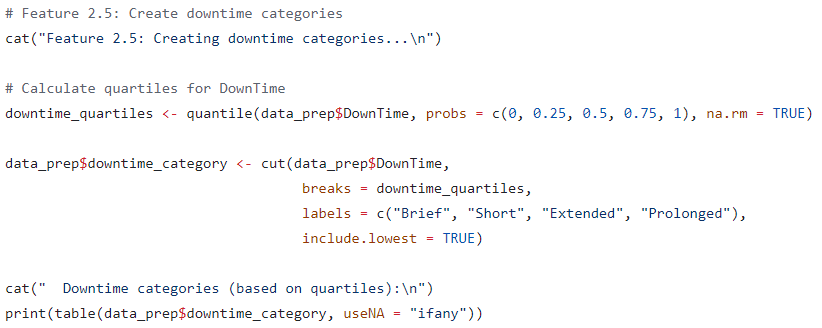 # Feature 2.5: Create downtime categories
cat("Feature 2.5: Creating downtime categories...\n")
# Calculate quartiles for DownTime
downtime_quartiles <- quantile(data_prep$DownTime, probs = c(0, 0.25, 0.5, 0.75, 1), na.rm = TRUE)
data_prep$downtime_category <- cut(data_prep$DownTime,
breaks = downtime_quartiles,
labels = c("Brief", "Short", "Extended", "Prolonged"),
include.lowest = TRUE)
cat("  Downtime categories (based on quartiles):\n")
print(table(data_prep$downtime_category, useNA = "ifany"))